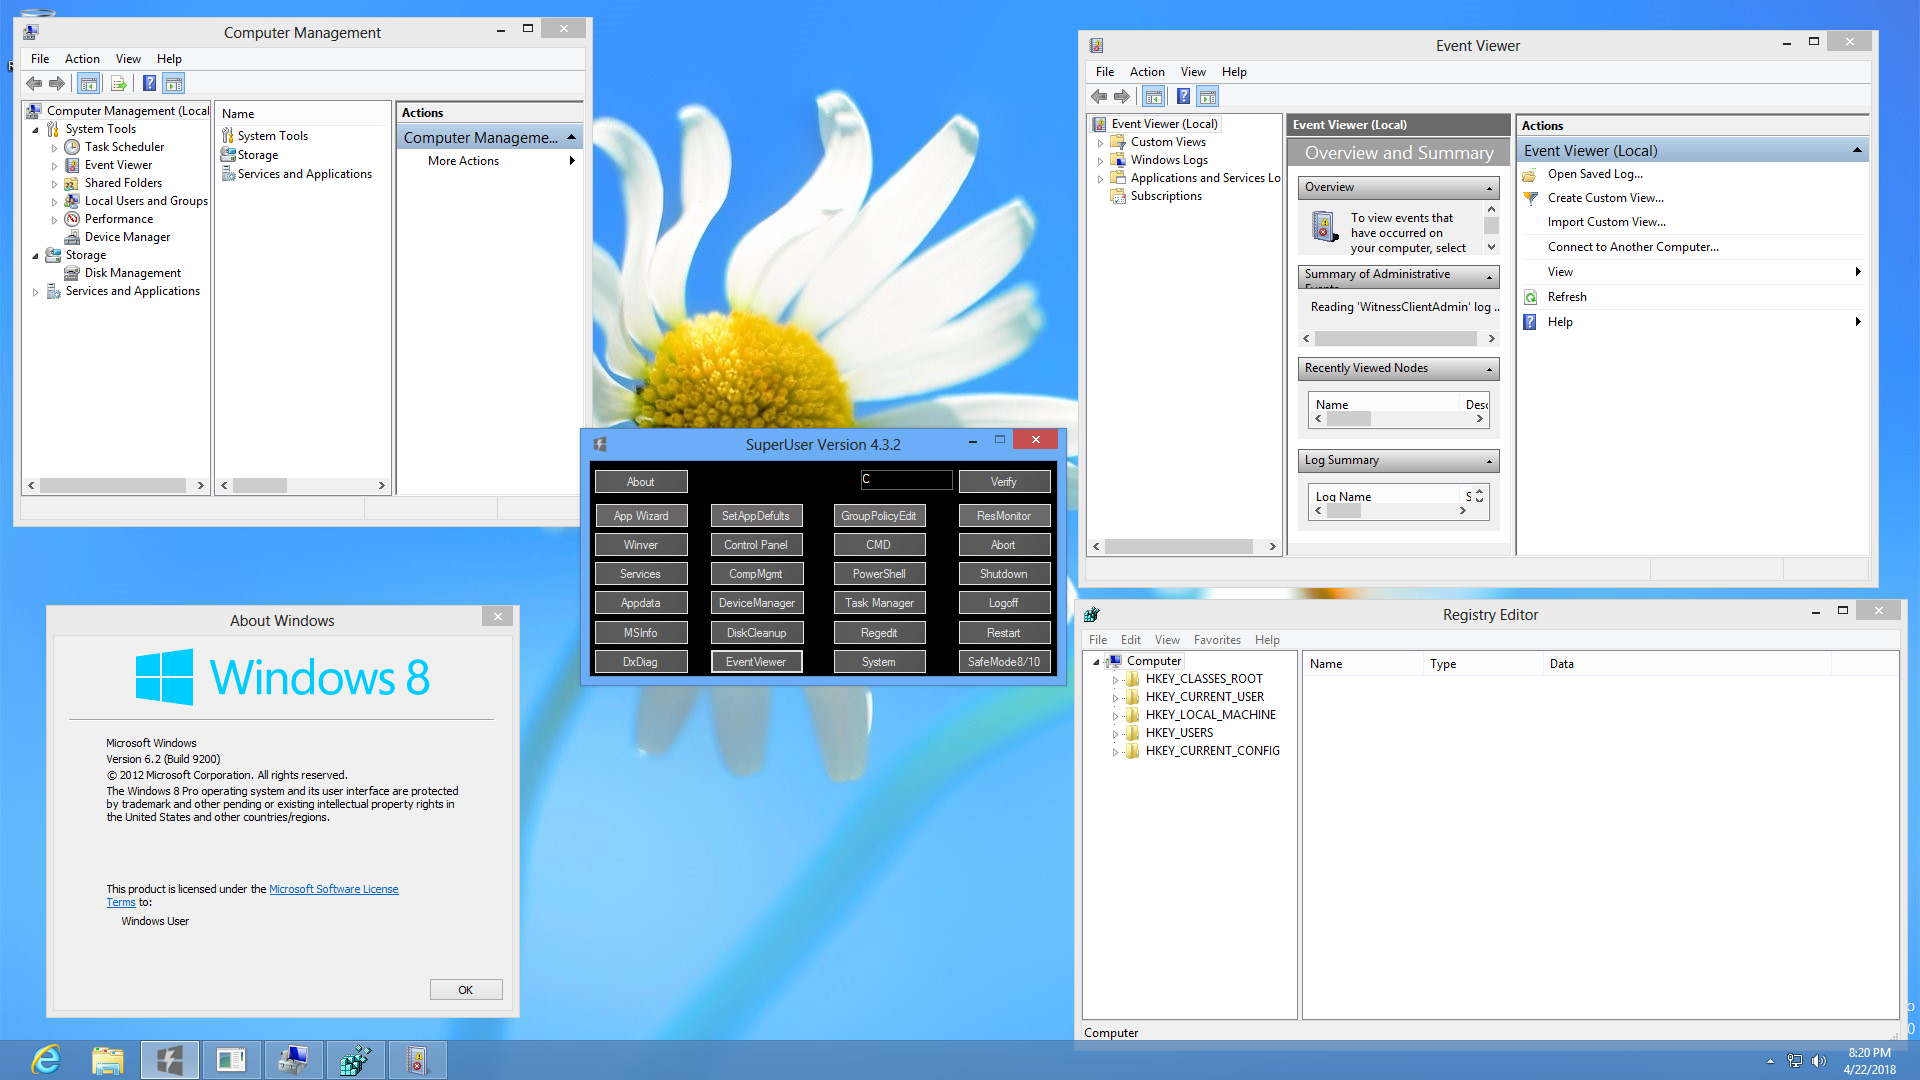 Computer Management
File Action View Help
Computer Management (Local
System Tools
Task Scheduler
Event Viewer
Shared Folders
Local Users and Groups
Performance
Device Manager
Storage
Disk Management
Services and Applications
Name
System Tools
Storage
Services and Applications
Actions
Computer Manageme...
More Actions
Event Viewer
File Action View Help
Event Viewer (Local)
Custom Views
Windows Logs
Applications and Services Lo
Subscriptions
Event Viewer (Local)
Overview and Summary
Overview
To view events that
have occurred on
your computer, select
Summary of Administrative
Events
Reading 'WitnessClientAdmin' log ..
Recently Viewed Nodes
Name Desc
Log Summary
Log Name S
Actions
Event Viewer (Local)
Open Saved Log...
Create Custom View...
Import Custom View...
Connect to Another Computer...
View
Refresh
Help
SuperUser Version 4.3.2
About C Verify
App Wizard SetAppDefults GroupPolicyEdit ResMonitor
Winver Control Panel CMD Abort
Services CompMgmt PowerShell Shutdown
Appdata DeviceManager Task Manager Logoff
MSInfo DiskCleanup Regedit Restart
DxDiag EventViewer System SafeMode8/10
About Windows
Windows 8
Microsoft Windows
Version 6.2 (Build 9200)
© 2012 Microsoft Corporation. All rights reserved.
The Windows 8 Pro operating system and its user interface are protected
by trademark and other pending or existing intellectual property rights in
the United States and other countries/regions.
This product is licensed under the Microsoft Software License
Terms to:
Windows User
OK
Registry Editor
File Edit View Favorites Help
Computer
HKEY_CLASSES_ROOT
HKEY_CURRENT_USER
HKEY_LOCAL_MACHINE
HKEY_USERS
HKEY_CURRENT_CONFIG
Name Type Data
Computer
8:20 PM
4/22/2018